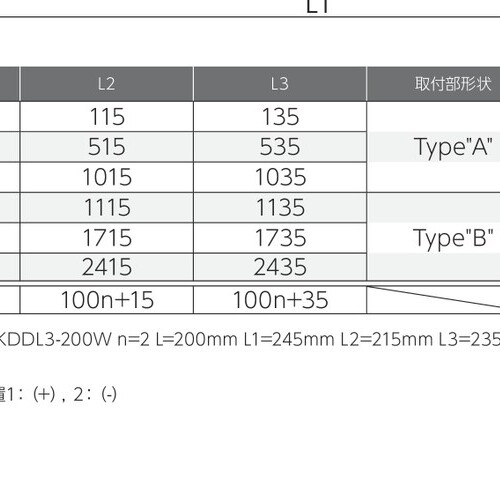 L1
L2 L3 取付部形状
115 135
515 535 Type"A"
1015 1035
1115 1135
1715 1735 Type"B"
2415 2435
100n+15 100n+35
KDDL3-200W n=2 L=200mm L1=245mm L2=215mm L3=235
置1：(+)，2：(-)